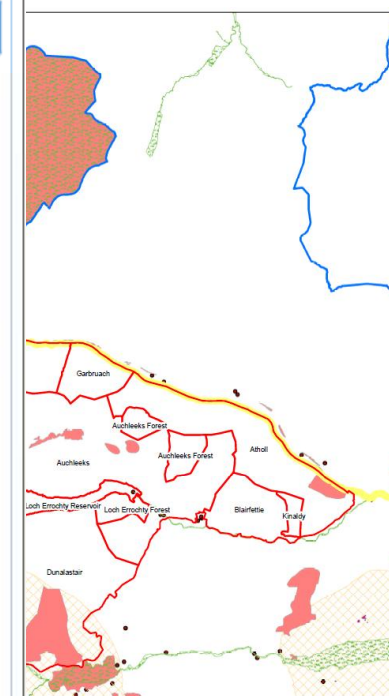 Garbruach
Auchleeks Forest
Auchleeks Forest
Atholl
Auchleeks
Loch Errochty Reservoir
Loch Errochty Forest
Blairfettie
Kinaldy
Dunalastair